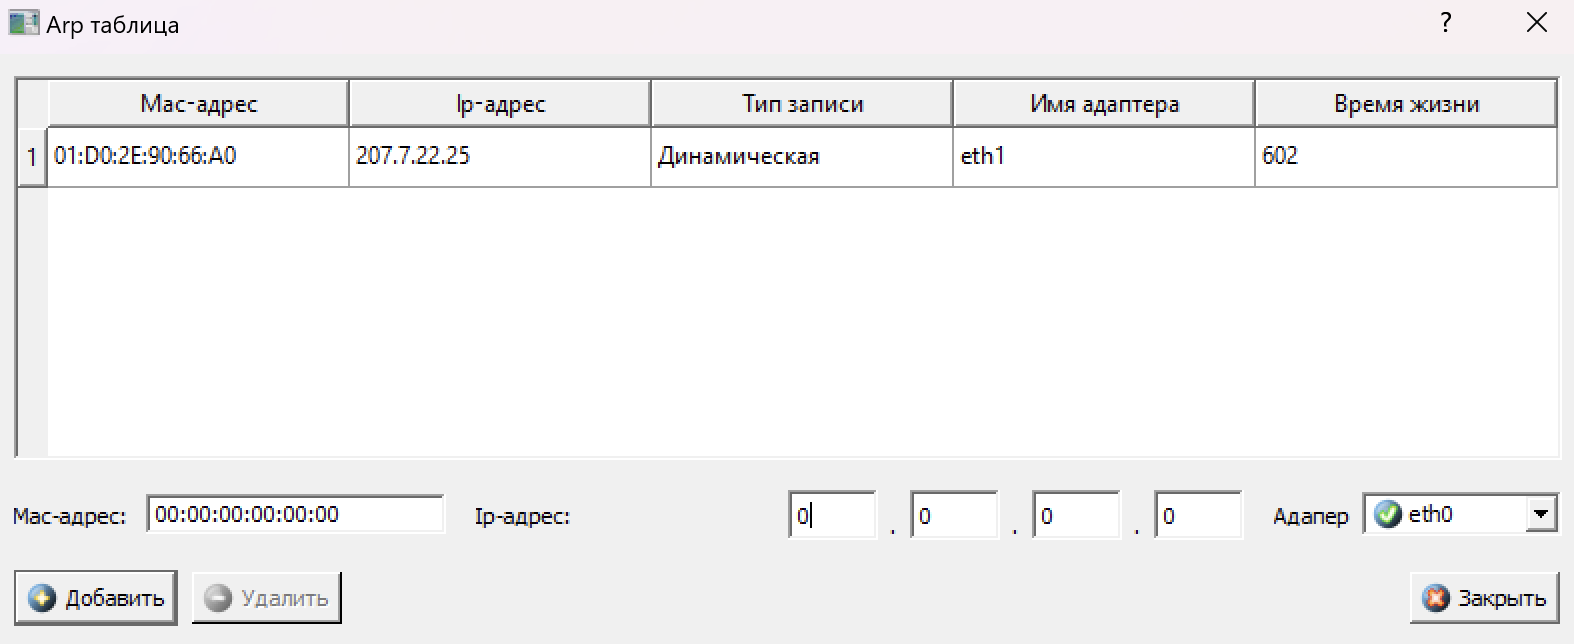 Arp таблица ?
Mac-адрес Ip-адрес Тип записи Имя адаптера Время жизни
1 01:D0:2E:90:66:A0 207.7.22.25 Динамическая eth1 602
Mac-адрес: 00:00:00:00:00:00 Ip-адрес: 0 . 0 . 0 . 0 Адапер eth0
Добавить Удалить Закрыть